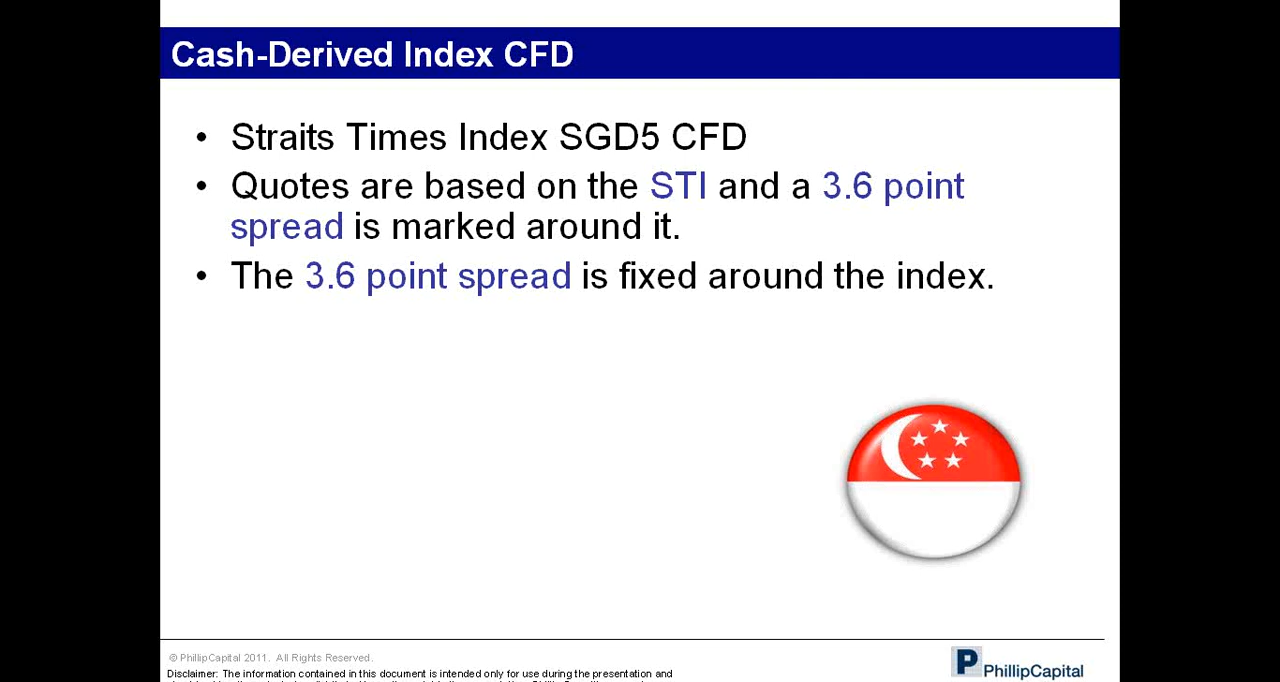 Cash-Derived Index CFD
• Straits Times Index SGD5 CFD
• Quotes are based on the STI and a 3.6 point
spread is marked around it.
• The 3.6 point spread is fixed around the index.
© PhillipCapital 2011. All Rights Reserved.
Disclaimer: The information contained in this document is intended only for use during the presentation and
P PhillipCapital